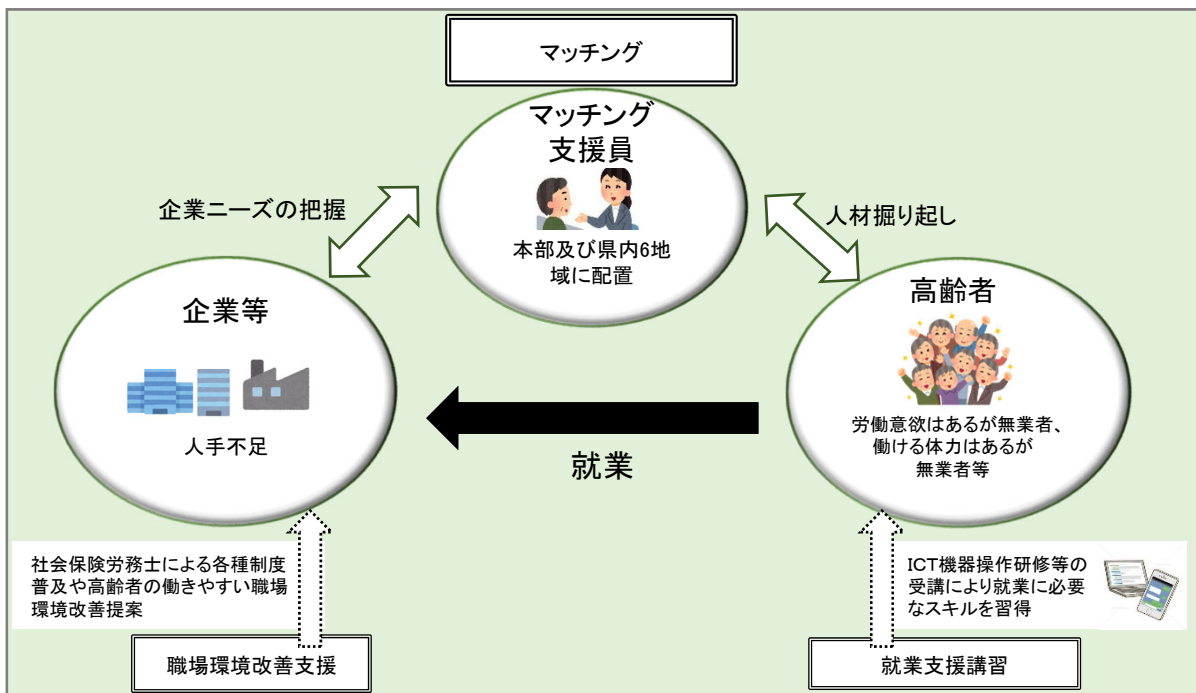 マッチング
マッチング
支援員
本部及び県内6地
域に配置
企業ニーズの把握
人材掘り起し
企業等
人手不足
高齢者
労働意欲はあるが無業者、
働ける体力はあるが
無業者等
就業
社会保険労務士による各種制度
普及や高齢者の働きやすい職場
環境改善提案
ICT機器操作研修等の
受講により就業に必要
なスキルを習得
職場環境改善支援
就業支援講習